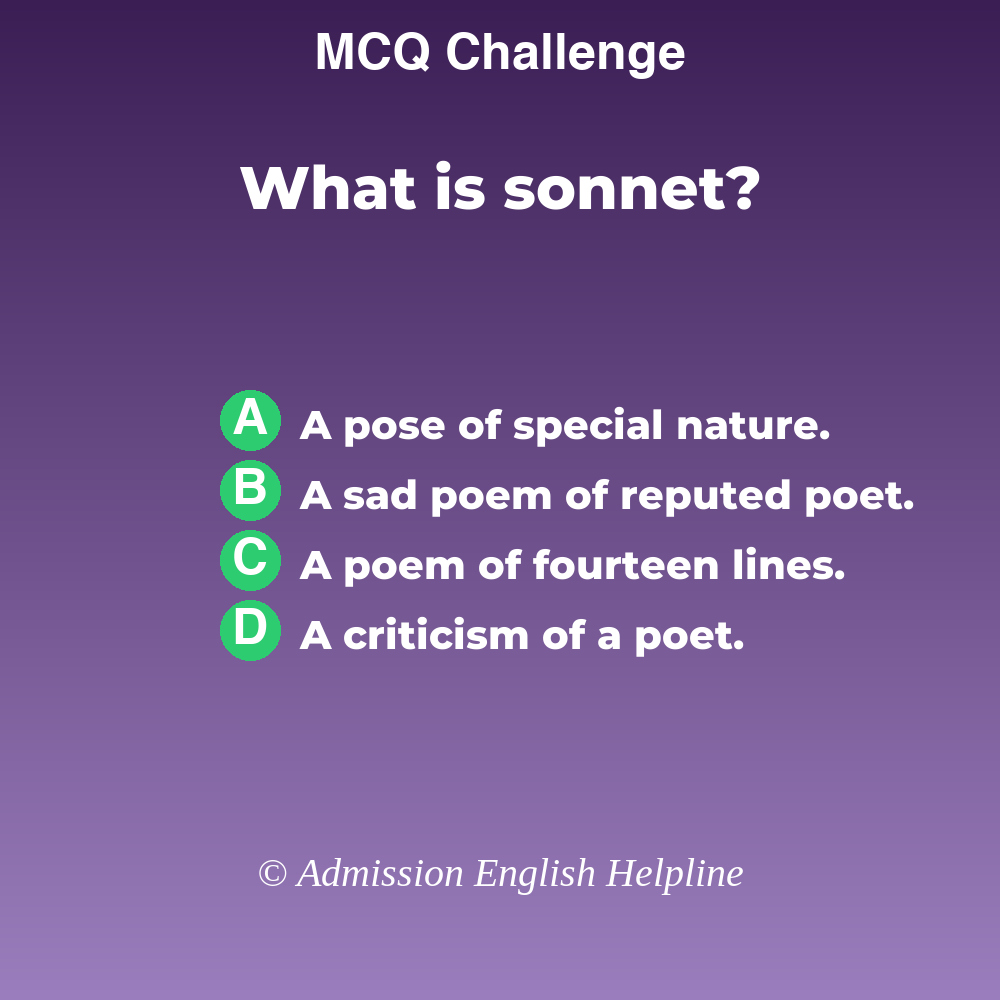 MCQ Challenge
What is sonnet?
A A pose of special nature.
B A sad poem of reputed poet.
C A poem of fourteen lines.
D A criticism of a poet.
© Admission English Helpline